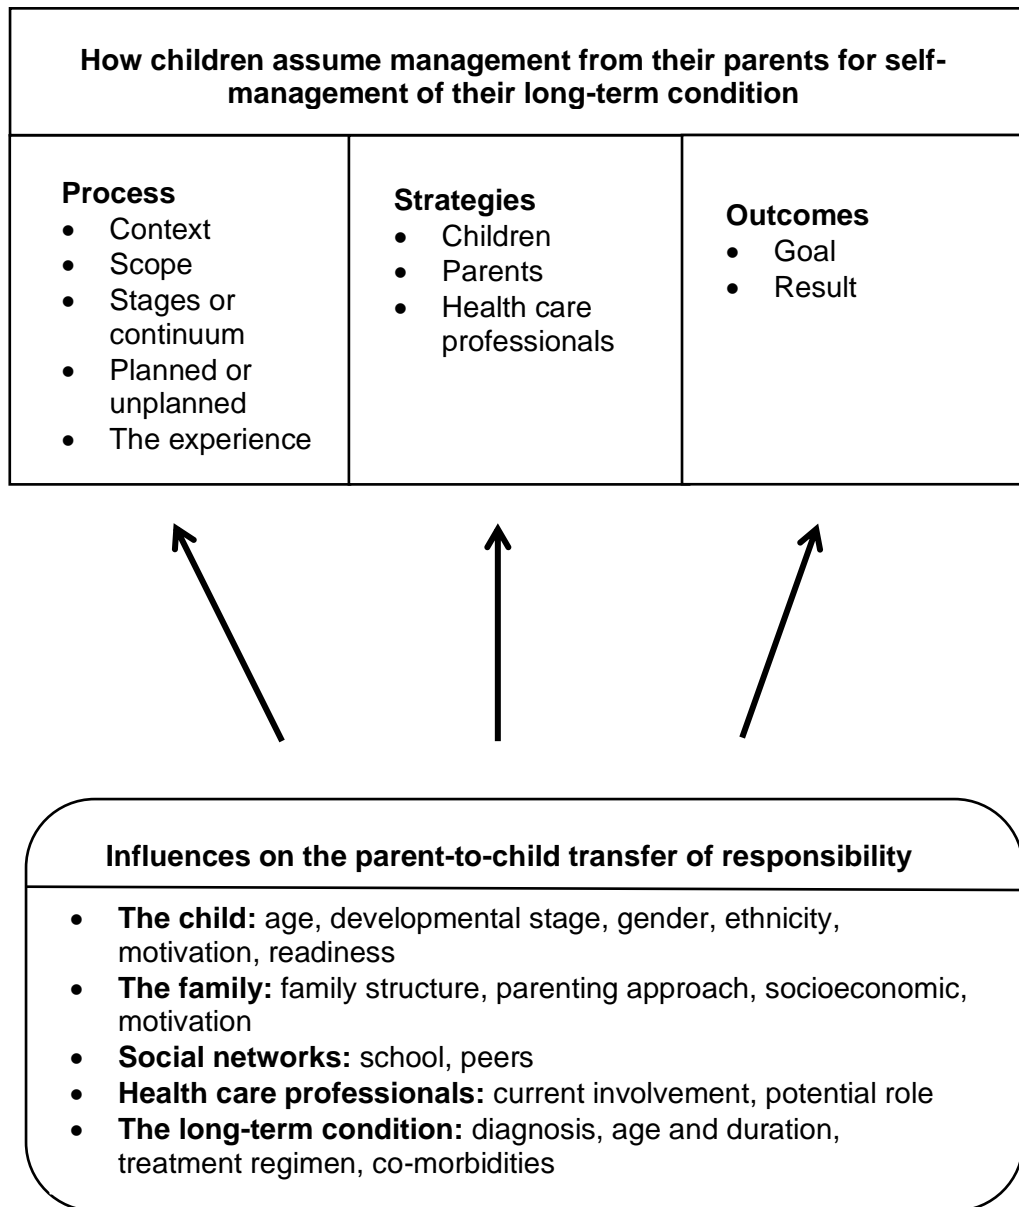 How children assume management from their parents for self-
management of their long-term condition
Process
• Context
• Scope
• Stages or
continuum
• Planned or
unplanned
• The experience
Strategies
• Children
• Parents
• Health care
professionals
Outcomes
• Goal
• Result
Influences on the parent-to-child transfer of responsibility
• The child: age, developmental stage, gender, ethnicity,
motivation, readiness
• The family: family structure, parenting approach, socioeconomic,
motivation
• Social networks: school, peers
• Health care professionals: current involvement, potential role
• The long-term condition: diagnosis, age and duration,
treatment regimen, co-morbidities